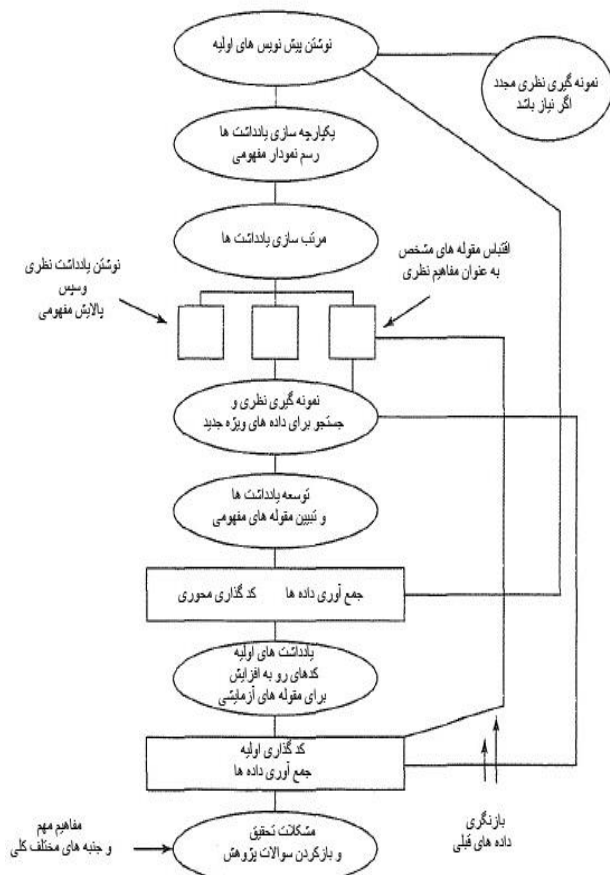 نوشتن پیش نویس های اولیه
نمونه گیری نظری مجدد
اگر نیاز باشد
یکپارچه سازی یادداشت ها
رسم نمودار مفهومی
مرتب سازی یادداشت ها
اقتباس مقوله های مشخص
به عنوان مفاهیم نظری
نوشتن یادداشت نظری
وسپس
پالایش مفهومی
نمونه گیری نظری و
جستجو برای داده های ویژه جدید
توسعه یادداشت ها
و تبیین مقوله های مفهومی
جمع آوری داده ها کد گذاری محوری
یادداشت های اولیه
کدهای رو به افزایش
برای مقوله های آزمایشی
کد گذاری اولیه
جمع آوری داده ها
بازنگری
داده های قبلی
مشکلات تحقیق
و بازکردن سوالات پژوهش
مفاهیم مهم
و جنبه های مختلف کلی